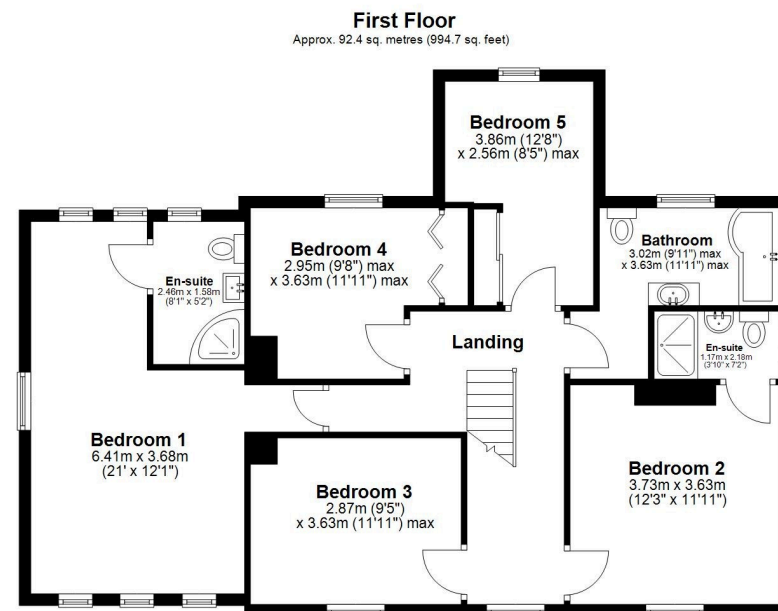 First Floor
Approx. 92.4 sq. metres (994.7 sq. feet)
Bedroom 5
3.86m (12'8")
x 2.56m (8'5") max
Bedroom 4
2.95m (9'8") max
x 3.63m (11'11") max
Bathroom
3.02m (9'11") max
x 3.63m (11'11") max
En-suite
2.46m x 1.58m
(8'1" x 5'2")
Landing
En-suite
1.17m x 2.18m
(3'10" x 7'2")
Bedroom 1
6.41m x 3.68m
(21' x 12'1")
Bedroom 2
3.73m x 3.63m
(12'3" x 11'11")
Bedroom 3
2.87m (9'5")
x 3.63m (11'11") max